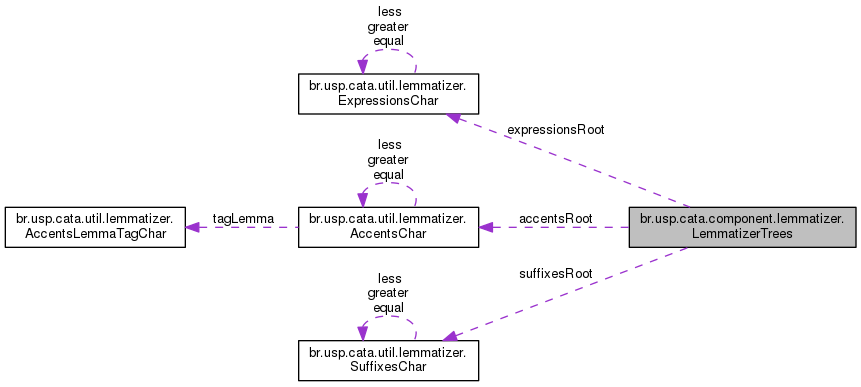 less
greater
equal
br.usp.cata.util.lemmatizer.
ExpressionsChar
expressionsRoot
less
greater
equal
br.usp.cata.util.lemmatizer.
AccentsLemmaTagChar
tagLemma
br.usp.cata.util.lemmatizer.
AccentsChar
accentsRoot
br.usp.cata.component.lemmatizer.
LemmatizerTrees
suffixesRoot
less
greater
equal
br.usp.cata.util.lemmatizer.
SuffixesChar